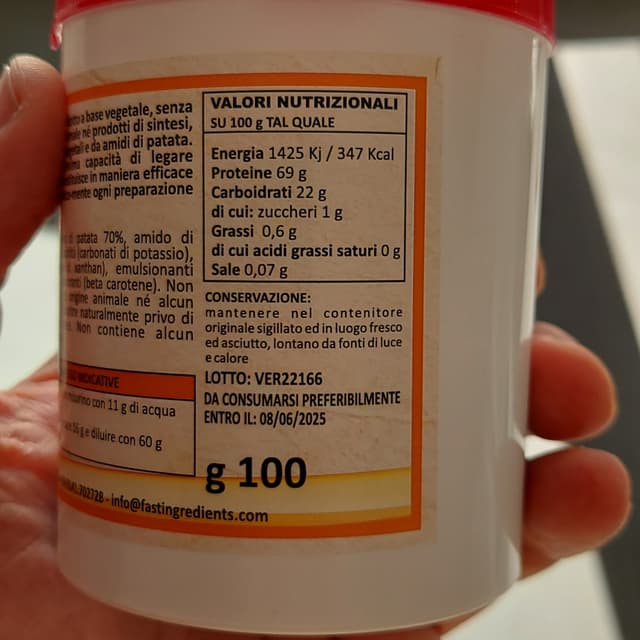 a base vegetale, senza
né prodotti di sintesi,
e da amidi di patata.
capacità di legare
in maniera efficace
ogni preparazione
patata 70%, amido di
(carbonati di potassio),
xanthan), emulsionanti
(beta carotene). Non
origine animale né alcun
naturalmente privo di
Non contiene alcun
INDICATIVE
con 11 g di acqua
56 g e diluire con 60 g
VALORI NUTRIZIONALI
SU 100 g TAL QUALE
Energia 1425 Kj / 347 Kcal
Proteine 69 g
Carboidrati 22 g
di cui: zuccheri 1 g
Grassi 0,6 g
di cui acidi grassi saturi 0 g
Sale 0,07 g
CONSERVAZIONE:
mantenere nel contenitore
originale sigillato ed in luogo fresco
ed asciutto, lontano da fonti di luce
e calore
LOTTO: VER22166
DA CONSUMARSI PREFERIBILMENTE
ENTRO IL: 08/06/2025
g 100
702728 - info@fastingredients.com